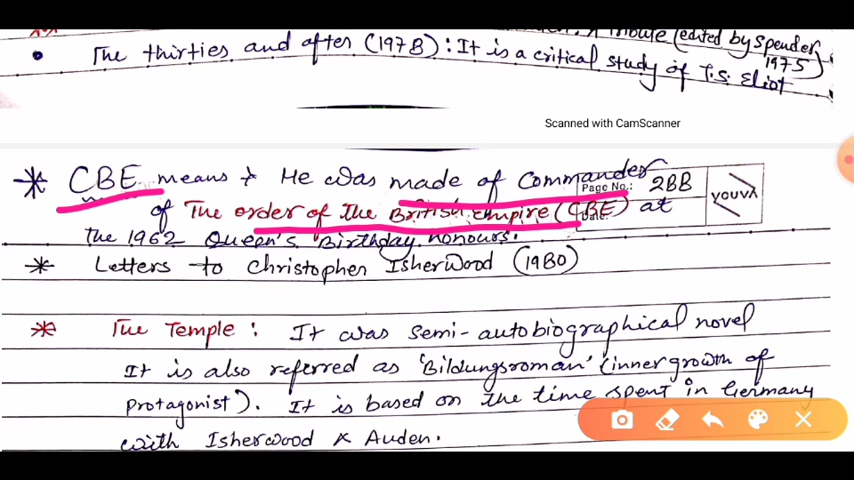 Tribute (edited by Spender
1975)
• The thirties and after (1978): It is a critical study of T.S. Eliot
Scanned with CamScanner
* CBE means → He was made of Commander
Page No.: 288
YOUVA
of The order of the British empire (CBE) at
Date:
the 1962 Queen's Birthday honours.
* Letters to Christopher Isherwood (1980)
* The Temple: It was semi-autobiographical novel
It is also referred as 'Bildungsroman' (inner growth of
protagonist). It is based on the time spent in Germany
with Isherwood & Auden.